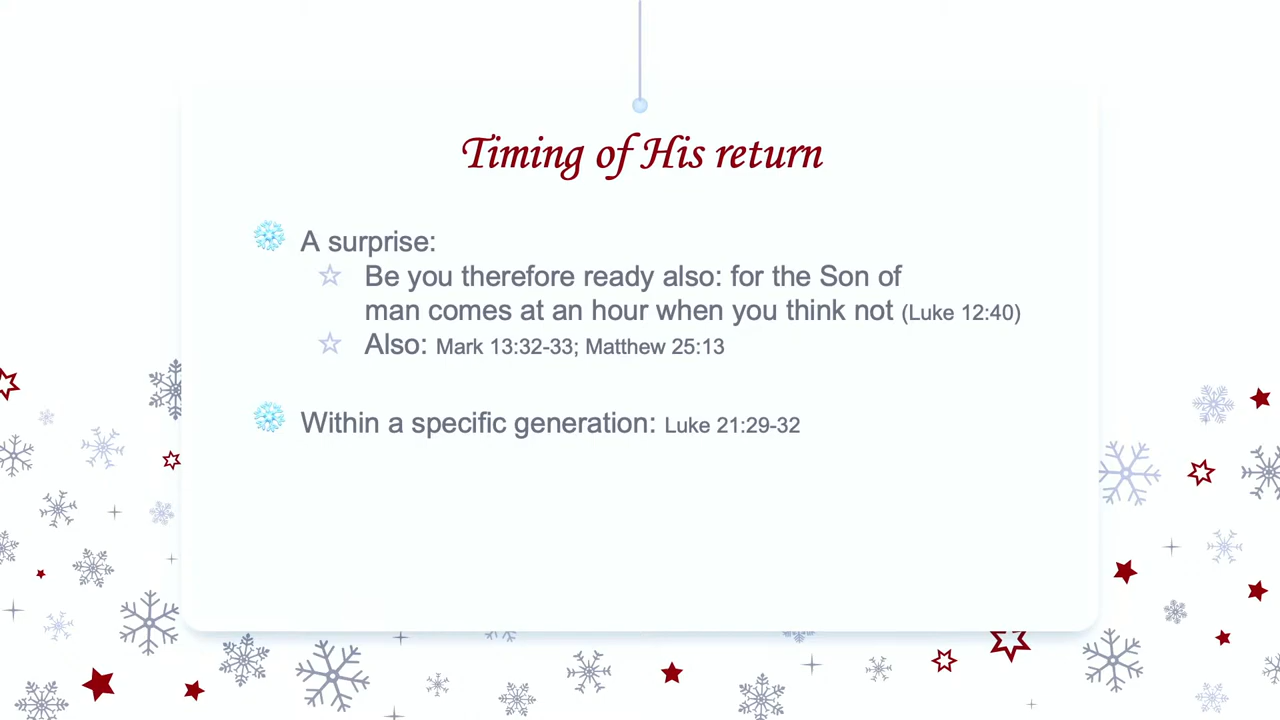 Timing of His return
A surprise:
Be you therefore ready also: for the Son of
man comes at an hour when you think not (Luke 12:40)
Also: Mark 13:32-33; Matthew 25:13
Within a specific generation: Luke 21:29-32